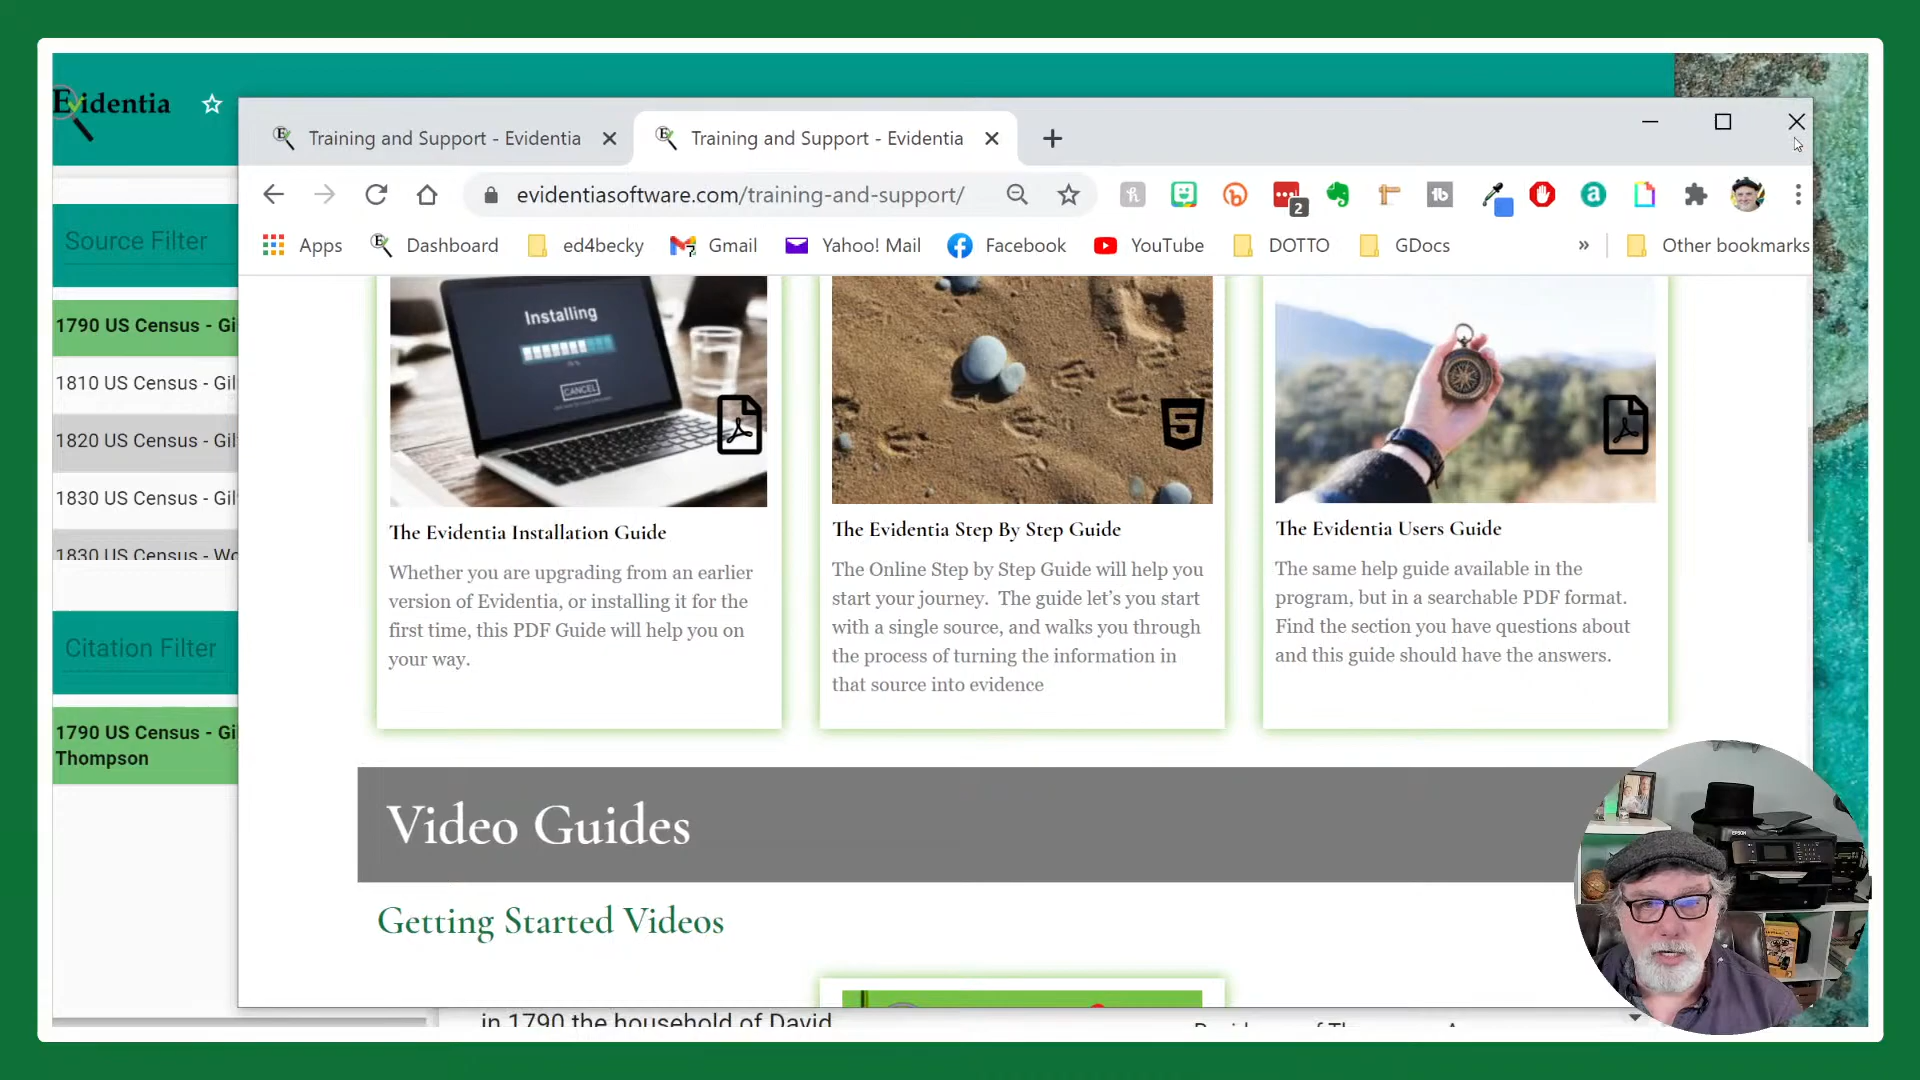 Evidentia
Training and Support - Evidentia
Training and Support - Evidentia
evidentiasoftware.com/training-and-support/
2
Apps
Dashboard
ed4becky
Gmail
Yahoo! Mail
Facebook
YouTube
DOTTO
GDocs
»
Other bookmarks
Source Filter
1790 US Census - Gi
1810 US Census - Gil
1820 US Census - Gil
1830 US Census - Gil
1830 US Census - Wo
Citation Filter
1790 US Census - Gi
Thompson
Installing
CANCEL
The Evidentia Installation Guide
Whether you are upgrading from an earlier
version of Evidentia, or installing it for the
first time, this PDF Guide will help you on
your way.
The Evidentia Step By Step Guide
The Online Step by Step Guide will help you
start your journey. The guide let's you start
with a single source, and walks you through
the process of turning the information in
that source into evidence
The Evidentia Users Guide
The same help guide available in the
program, but in a searchable PDF format.
Find the section you have questions about
and this guide should have the answers.
Video Guides
Getting Started Videos
in 1790 the household of David
EPSON